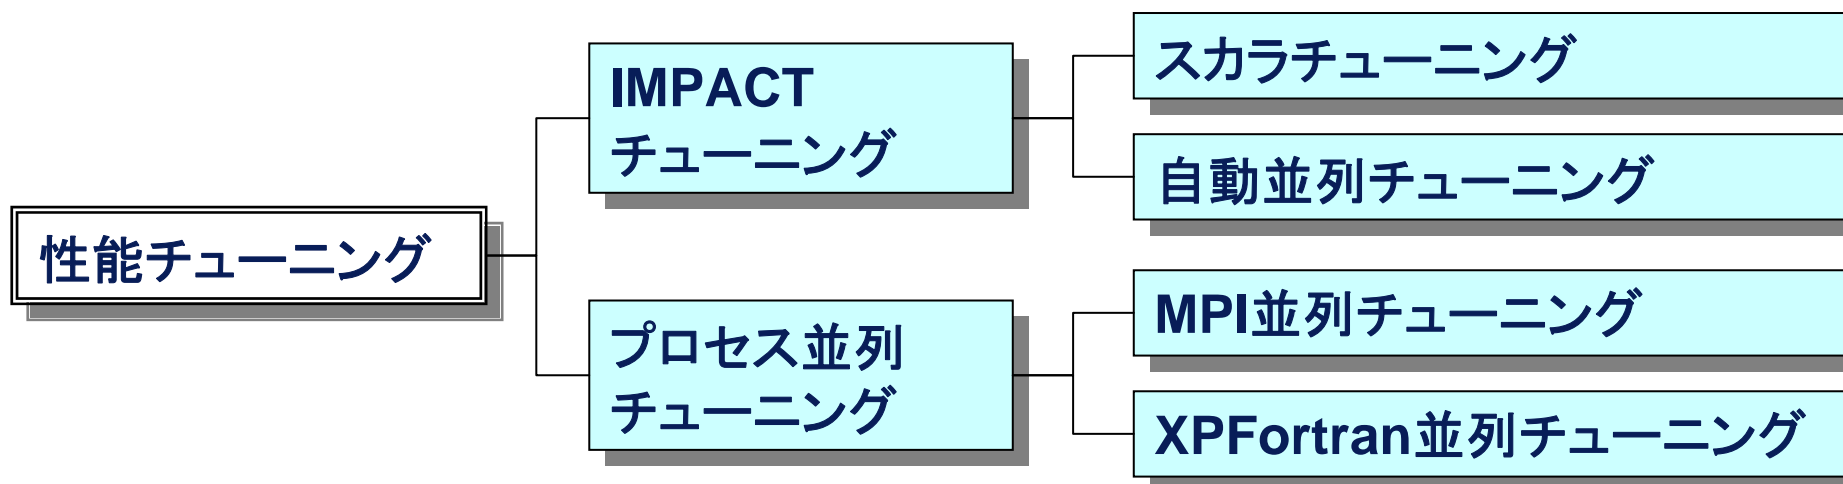 性能チューニング
IMPACT
チューニング
スカラチューニング
自動並列チューニング
プロセス並列
チューニング
MPI並列チューニング
XPFortran並列チューニング